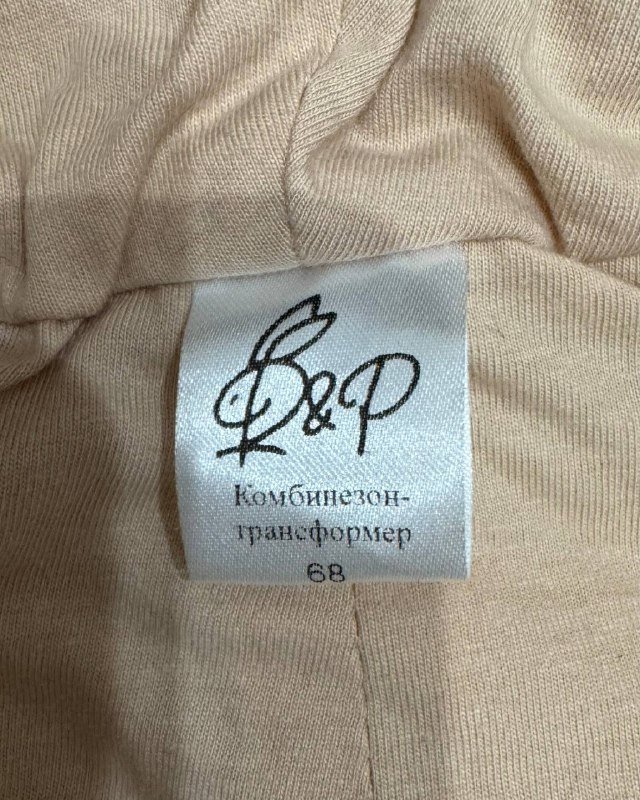 B&P
Комбинезон-
трансформер
68